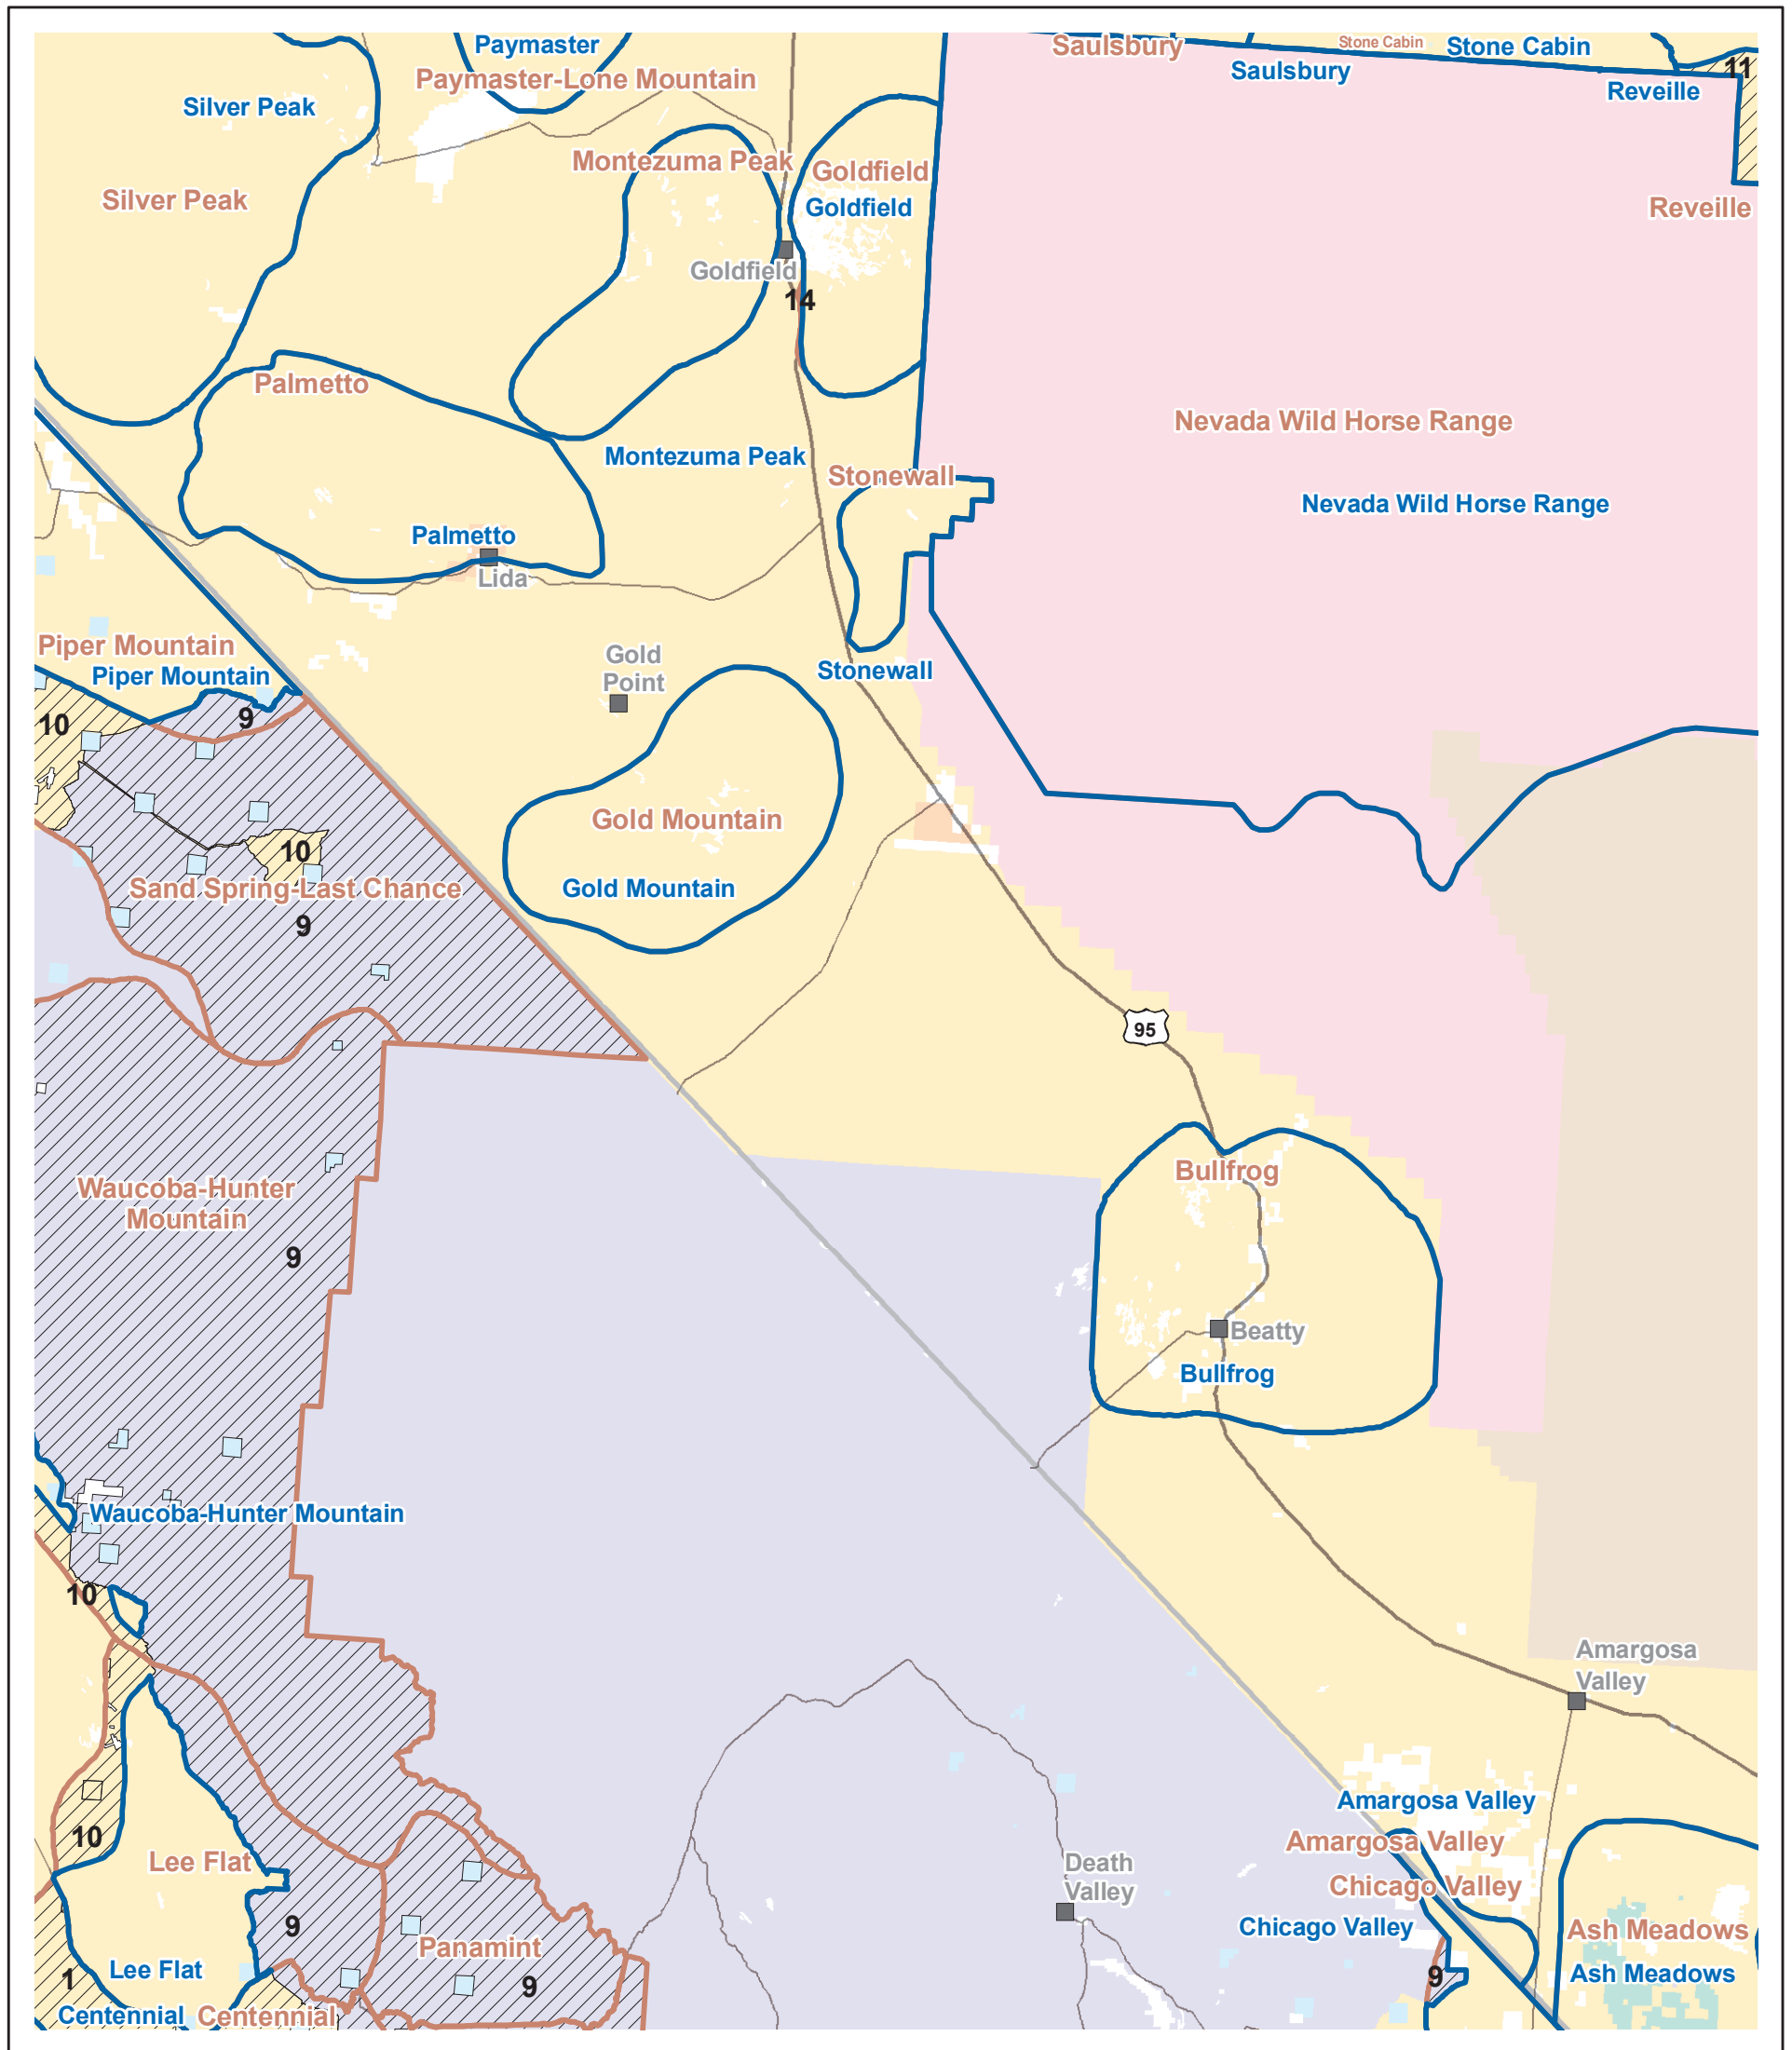 Paymaster
Saulsbury
Stone Cabin
Stone Cabin
Paymaster-Lone Mountain
Saulsbury
11
Silver Peak
Reveille
Montezuma Peak
Goldfield
Silver Peak
Goldfield
Reveille
Goldfield
14
Palmetto
Nevada Wild Horse Range
Montezuma Peak
Stonewall
Nevada Wild Horse Range
Palmetto
Lida
Piper Mountain
Gold
Point
Piper Mountain
Stonewall
10
9
Gold Mountain
10
Sand Spring-Last Chance
Gold Mountain
9
95
Bullfrog
Waucoba-Hunter
Mountain
9
Beatty
Bullfrog
Waucoba-Hunter Mountain
10
Amargosa
Valley
Amargosa Valley
10
Amargosa Valley
Lee Flat
Death
Valley
Chicago Valley
9
Chicago Valley
Ash Meadows
Panamint
Lee Flat
1
9
9
Ash Meadows
Centennial
Centennial